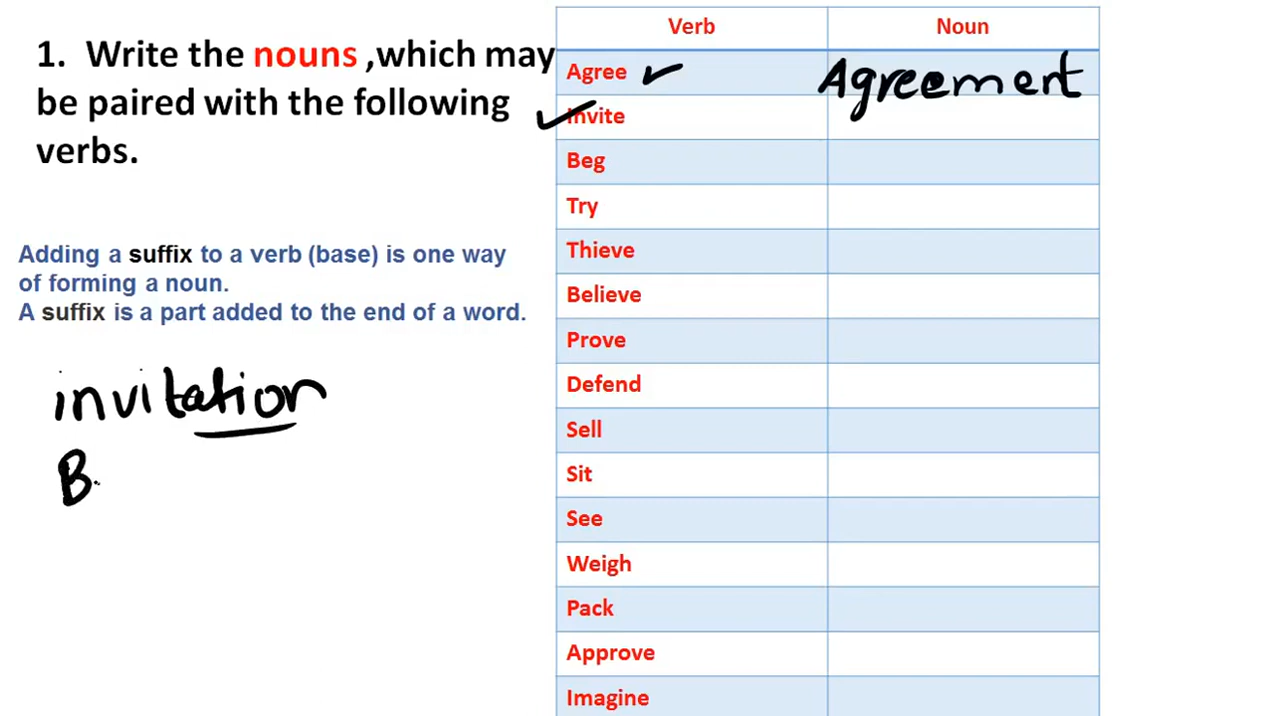 1. Write the nouns ,which may
be paired with the following
verbs.
Adding a suffix to a verb (base) is one way
of forming a noun.
A suffix is a part added to the end of a word.
invitation
B.
Verb Noun
Agree Agreement
Invite
Beg
Try
Thieve
Believe
Prove
Defend
Sell
Sit
See
Weigh
Pack
Approve
Imagine